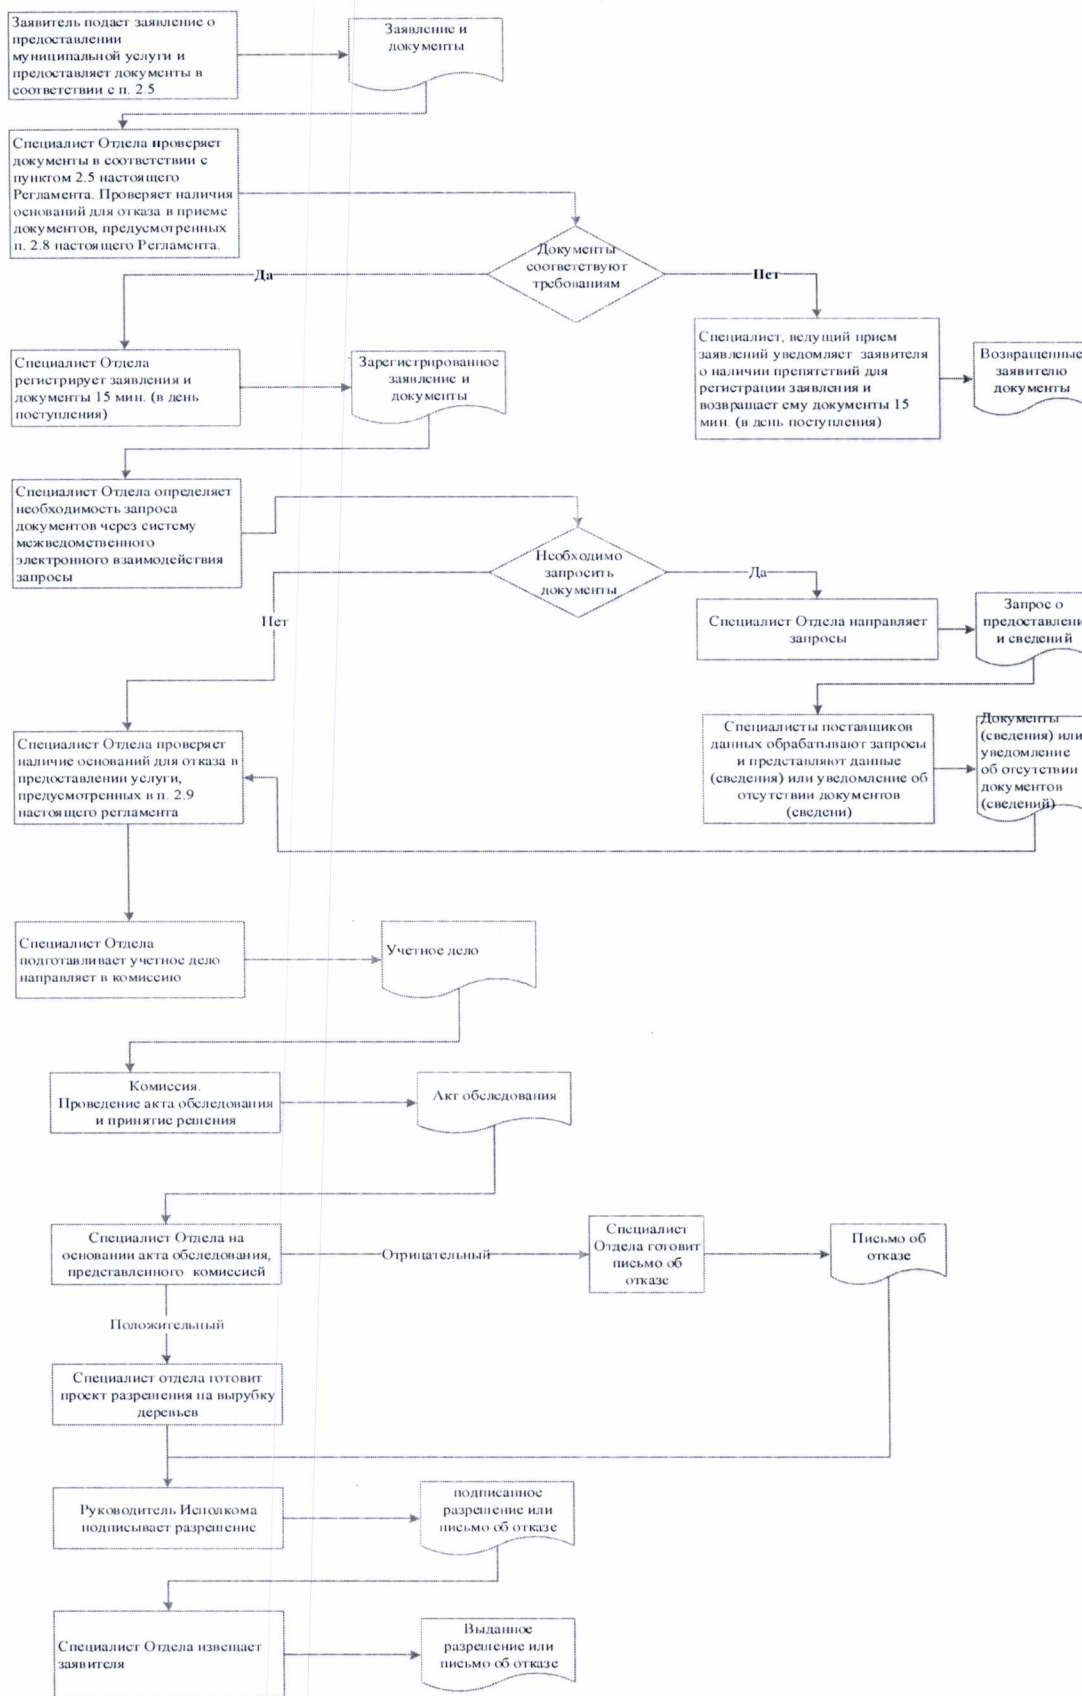 Заявитель подает заявление о
предоставлении
муниципальной услуги и
предоставляет документы в
соответствии с п. 2.5
Заявление и
документы
Специалист Отдела проверяет
документы в соответствии с
пунктом 2.5 настоящего
Регламента. Проверяет наличия
оснований для отказа в приеме
документов, предусмотренных
п. 2.8 настоящего Регламента.
Документы
соответствуют
требованиям
Да
Нет
Специалист Отдела
регистрирует заявления и
документы 15 мин. (в день
поступления)
Зарегистрированное
заявление и
документы
Специалист, ведущий прием
заявлений уведомляет заявителя
о наличии препятствий для
регистрации заявления и
возвращает ему документы 15
мин. (в день поступления)
Возвращенные
заявителю
документы
Специалист Отдела определяет
необходимость запроса
документов через систему
межведомственного
электронного взаимодействия
запросы
Необходимо
запросить
документы
Да
Нет
Специалист Отдела направляет
запросы
Запрос о
предоставлени
и сведений
Специалист Отдела проверяет
наличие оснований для отказа в
предоставлении услуги,
предусмотренных в п. 2.9
настоящего регламента
Специалисты поставщиков
данных обрабатывают запросы
и представляют данные
(сведения) или уведомление об
отсутствии документов
(сведени)
Документы
(сведения) или
уведомление
об отсутствии
документов
(сведений)
Специалист Отдела
подготавливает учетное дело
направляет в комиссию
Учетное дело
Комиссия.
Проведение акта обследования
и принятие решения
Акт обследования
Специалист Отдела на
основании акта обследования,
представленного комиссией
Отрицательный
Специалист
Отдела готовит
письмо об
отказе
Письмо об
отказе
Положительный
Специалист отдела готовит
проект разрешения на вырубку
деревьев
Руководитель Исполкома
подписывает разрешение
подписанное
разрешение или
письмо об отказе
Специалист Отдела извещает
заявителя
Выданное
разрешение или
письмо об отказе